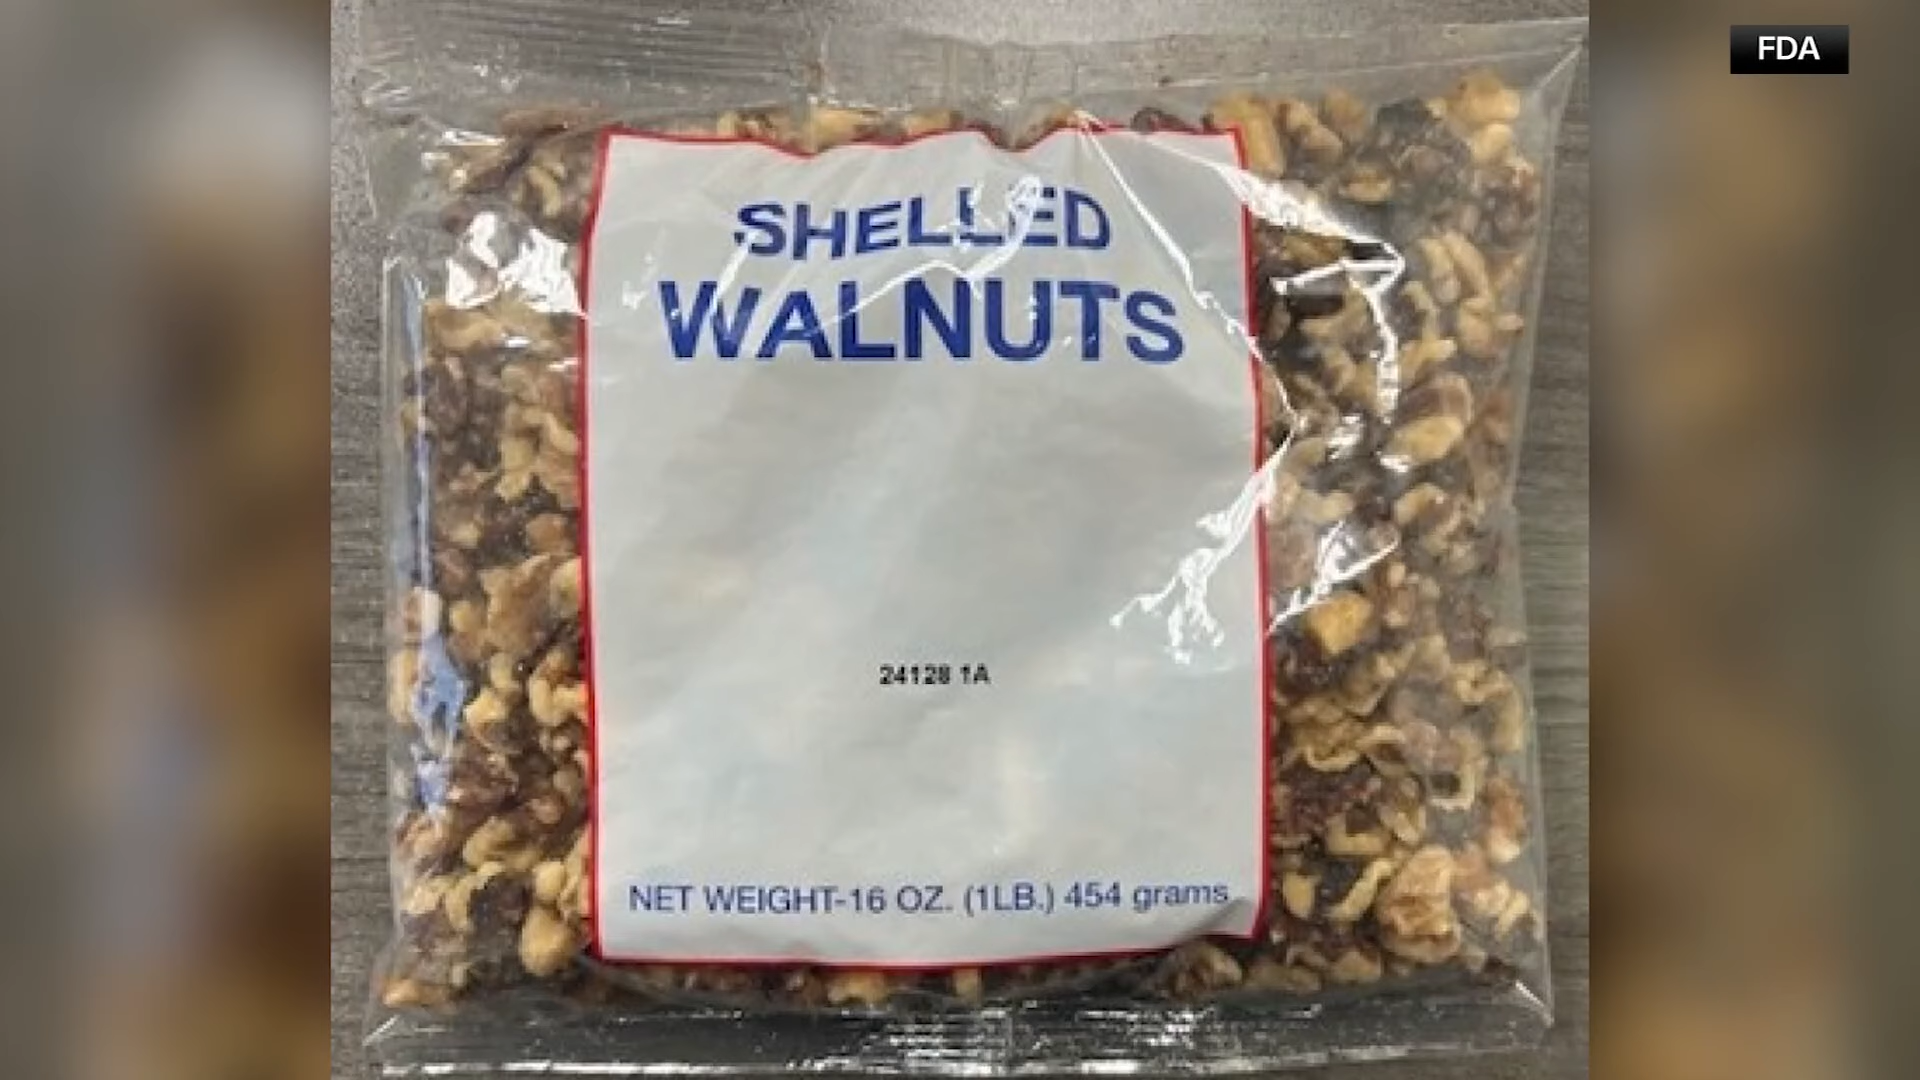 FDA
SHELLED
WALNUTS
24128 1A
NET WEIGHT-16 OZ. (1LB.) 454 grams